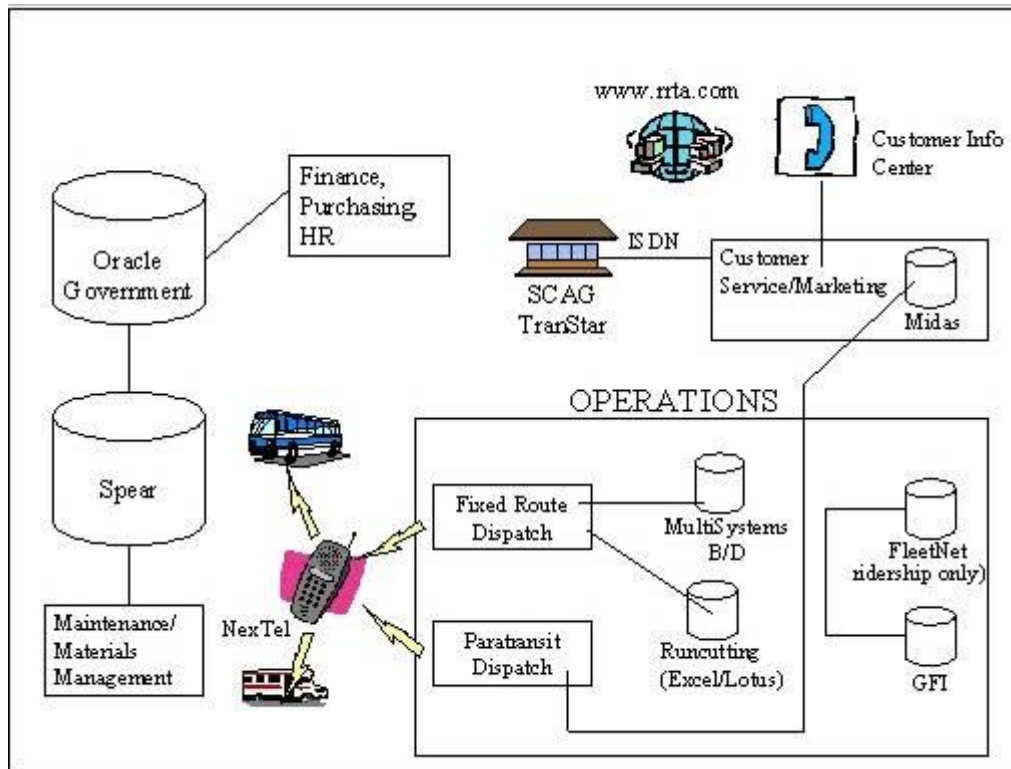 www.rrta.com
Customer Info
Center
Finance,
Purchasing,
HR
Oracle
Government
ISDN
SCAG
TranStar
Customer
Service/Marketing
Midas
OPERATIONS
Spear
Fixed Route
Dispatch
MultiSystems
B/D
FleetNet
ridership only)
NexTel
Maintenance/
Materials
Management
Paratransit
Dispatch
Runcutting
(Excel/Lotus)
GFI